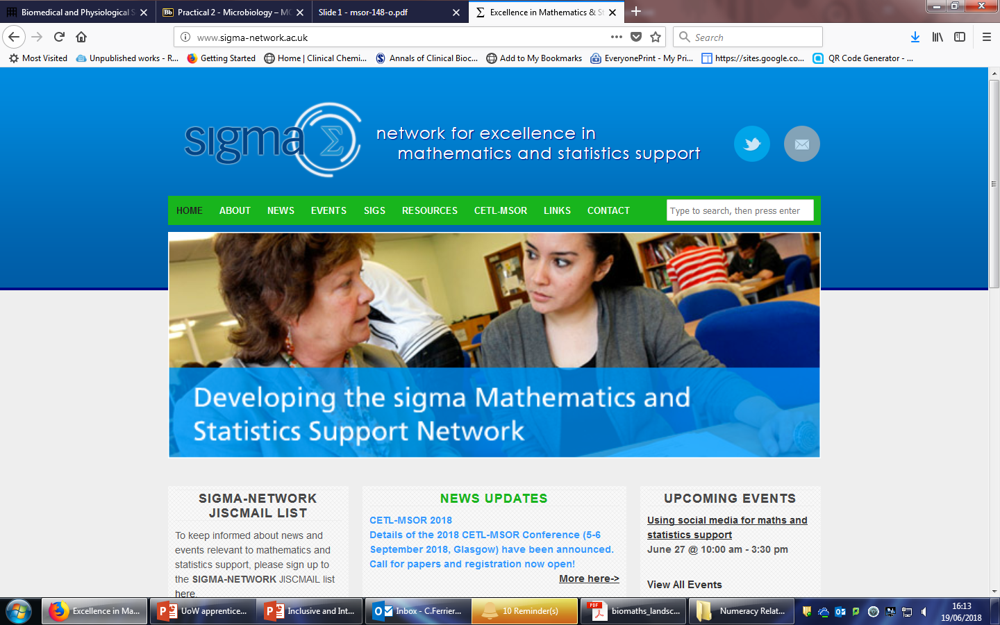 Biomedical and Physiological S
Practical 2 - Microbiology – MO
Slide 1 - msor-148-o.pdf
Excellence in Mathematics & St
www.sigma-network.ac.uk
Search
Most Visited
Unpublished works - R...
Getting Started
Home | Clinical Chemi...
Annals of Clinical Bioc...
Add to My Bookmarks
EveryonePrint - My Pri...
https://sites.google.co...
QR Code Generator - ...
sigma Σ
network for excellence in
mathematics and statistics support
HOME ABOUT NEWS EVENTS SIGS RESOURCES CETL-MSOR LINKS CONTACT
Type to search, then press enter
Developing the sigma Mathematics and
Statistics Support Network
SIGMA-NETWORK
JISCMAIL LIST
To keep informed about news and
events relevant to mathematics and
statistics support, please sign up to
the SIGMA-NETWORK JISCMAIL list
here.
NEWS UPDATES
CETL-MSOR 2018
Details of the 2018 CETL-MSOR Conference (5-6
September 2018, Glasgow) have been announced.
Call for papers and registration now open!
More here->
UPCOMING EVENTS
Using social media for maths and
statistics support
June 27 @ 10:00 am - 3:30 pm
View All Events
Excellence in Ma...
UoW apprentice...
Inclusive and Int...
Inbox - C.Ferrier...
10 Reminder(s)
biomaths_landsc...
Numeracy Relat...
16:13
19/06/2018